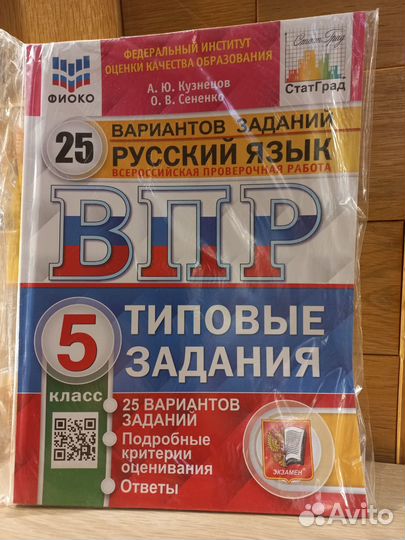 ФЕДЕРАЛЬНЫЙ ИНСТИТУТ
ОЦЕНКИ КАЧЕСТВА ОБРАЗОВАНИЯ
ФИОКО
А. Ю. Кузнецов
О. В. Сененко
СтатГрад
СтатГрад
25
ВАРИАНТОВ ЗАДАНИЙ
РУССКИЙ ЯЗЫК
ВСЕРОССИЙСКАЯ ПРОВЕРОЧНАЯ РАБОТА
ВПР
5
класс
ТИПОВЫЕ
ЗАДАНИЯ
25 ВАРИАНТОВ
ЗАДАНИЙ
Подробные
критерии
оценивания
Ответы
ЭКЗАМЕН
Avito